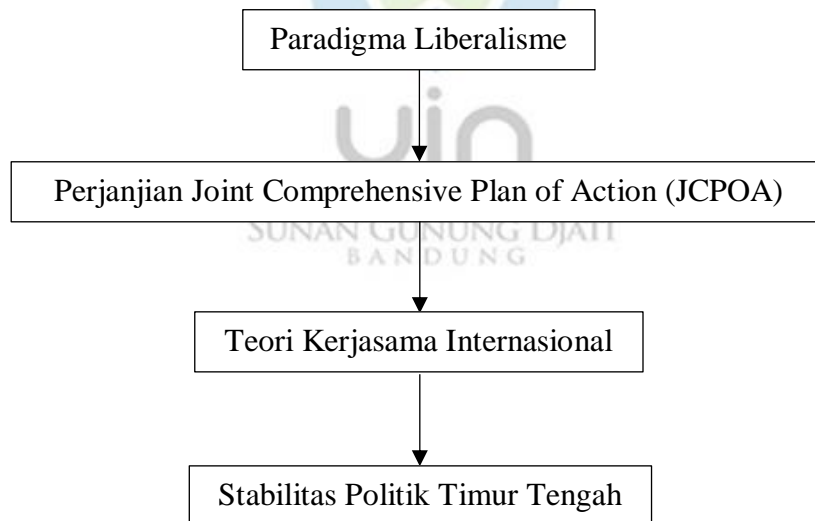 Paradigma Liberalisme
uin
Perjanjian Joint Comprehensive Plan of Action (JCPOA)
SUNAN GUNUNG DJATI
BANDUNG
Teori Kerjasama Internasional
Stabilitas Politik Timur Tengah